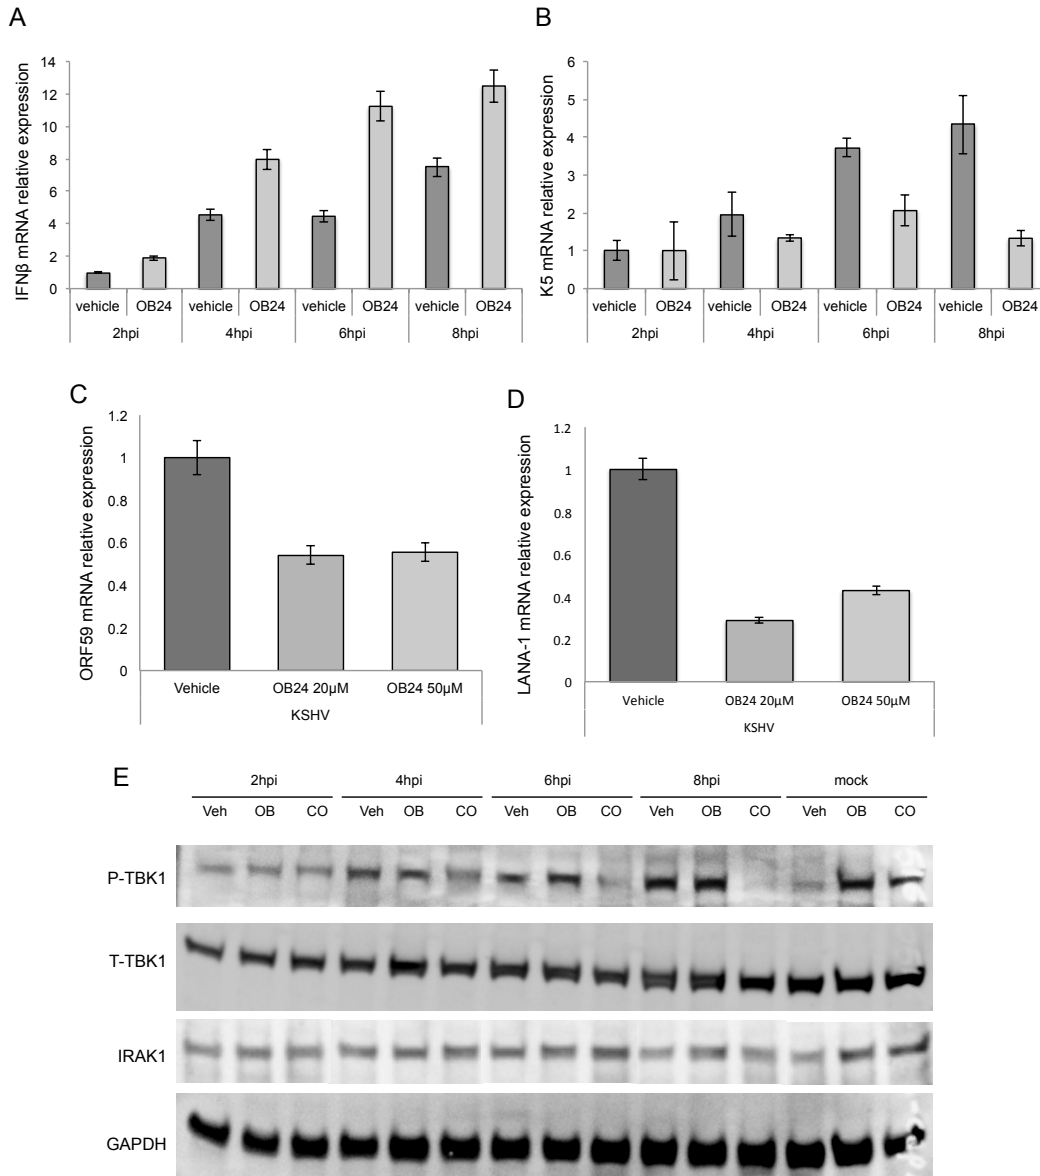 A
IFNβ mRNA relative expression
14
12
10
8
6
4
2
0
vehicle OB24 vehicle OB24 vehicle OB24 vehicle OB24
2hpi 4hpi 6hpi 8hpi
B
K5 mRNA relative expression
6
5
4
3
2
1
0
vehicle OB24 vehicle OB24 vehicle OB24 vehicle OB24
2hpi 4hpi 6hpi 8hpi
C
ORF59 mRNA relative expression
1.2
1
0.8
0.6
0.4
0.2
0
Vehicle OB24 20µM OB24 50µM
KSHV
D
LANA-1 mRNA relative expression
1.2
1
0.8
0.6
0.4
0.2
0
Vehicle OB24 20µM OB24 50µM
KSHV
E
2hpi 4hpi 6hpi 8hpi mock
Veh OB CO Veh OB CO Veh OB CO Veh OB CO Veh OB CO
P-TBK1
T-TBK1
IRAK1
GAPDH